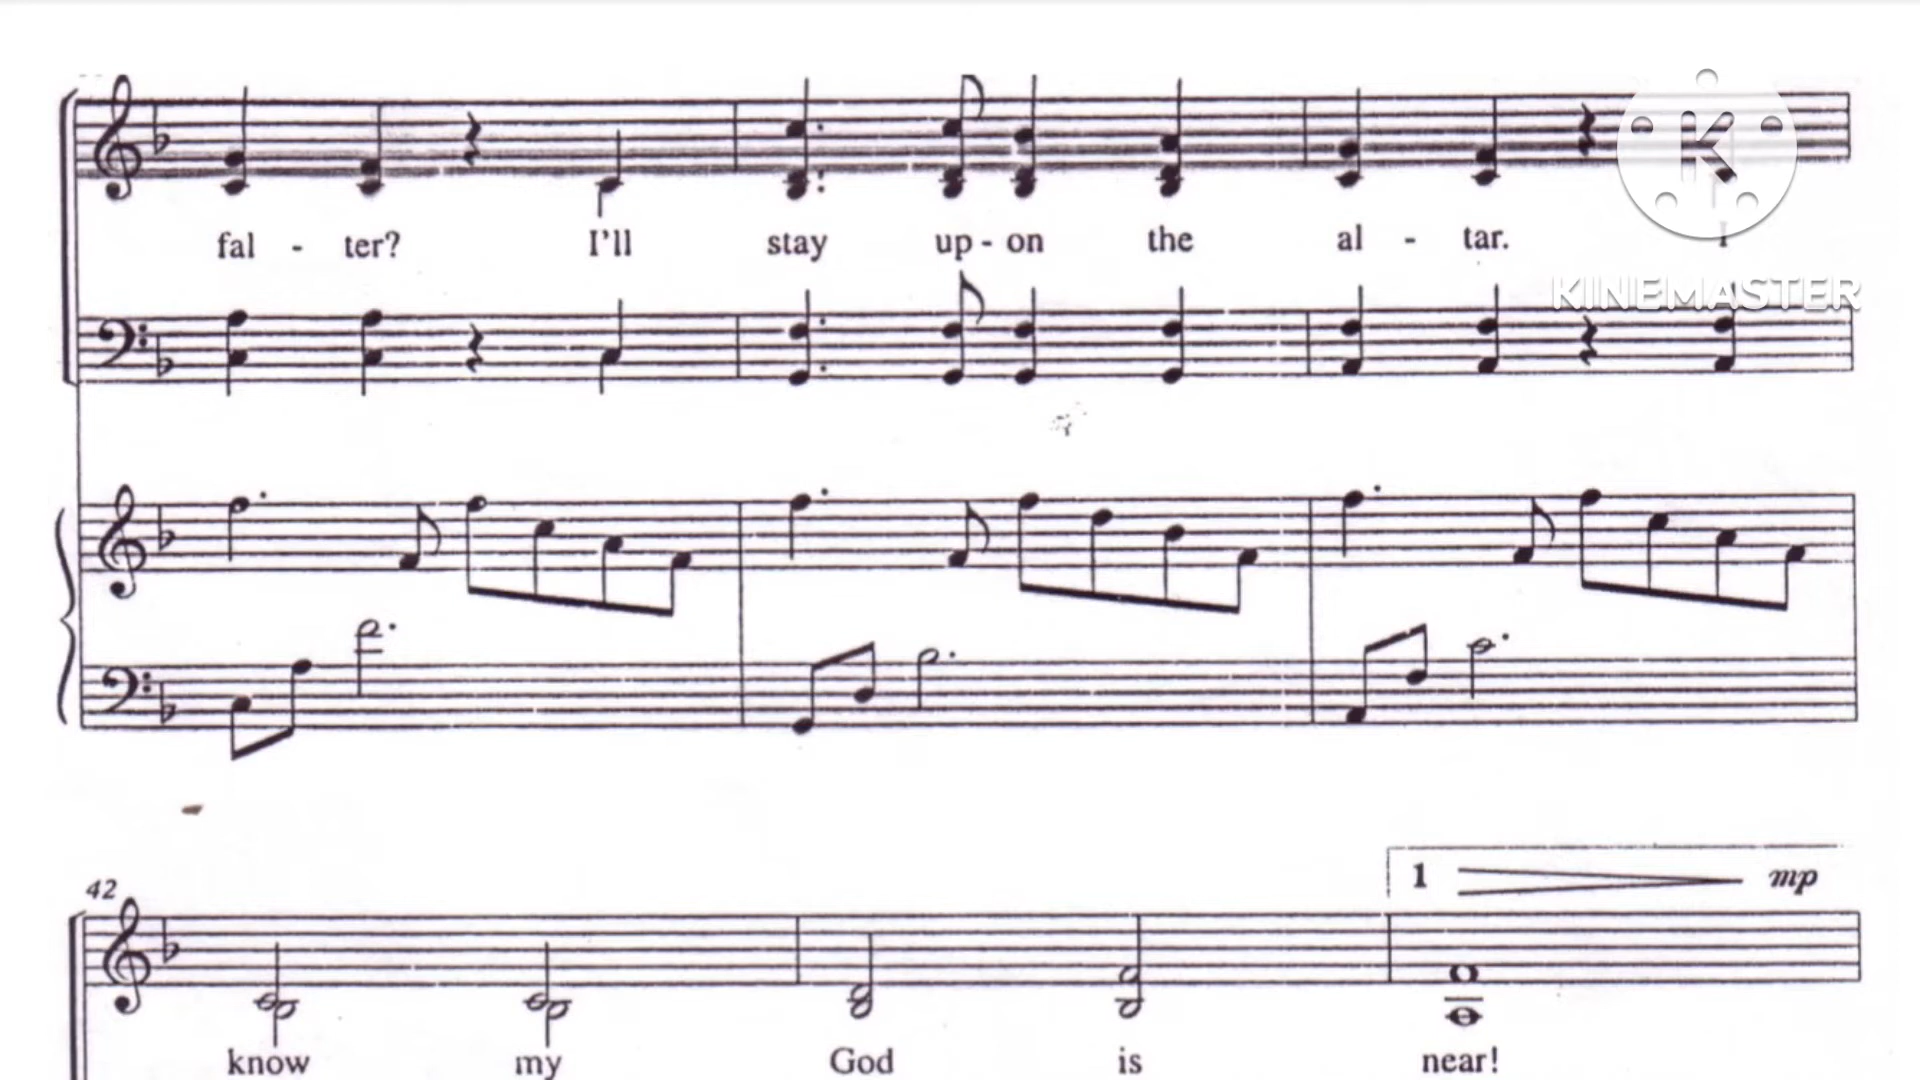 fal - ter? I'll stay up - on the al - tar. I
KINEMASTER
42
1 mp
know my God is near!